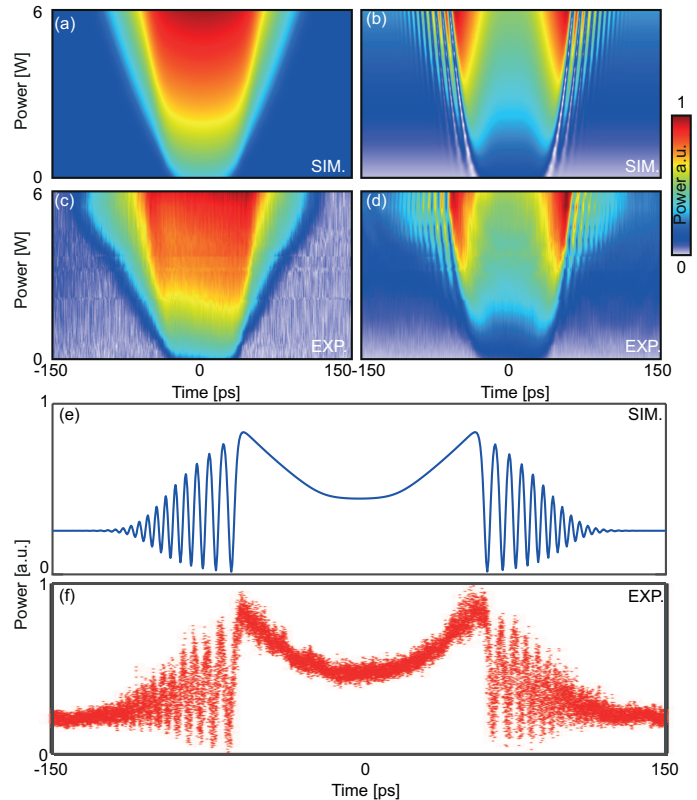 6
(a)
(b)
Power [W]
SIM.
SIM.
0
1
Power a.u.
0
6
(c)
(d)
Power [W]
EXP.
EXP.
0
-150
0
150
-150
0
150
Time [ps]
Time [ps]
1
(e)
SIM.
0
Power [a.u.]
1
(f)
EXP.
0
-150
0
150
Time [ps]